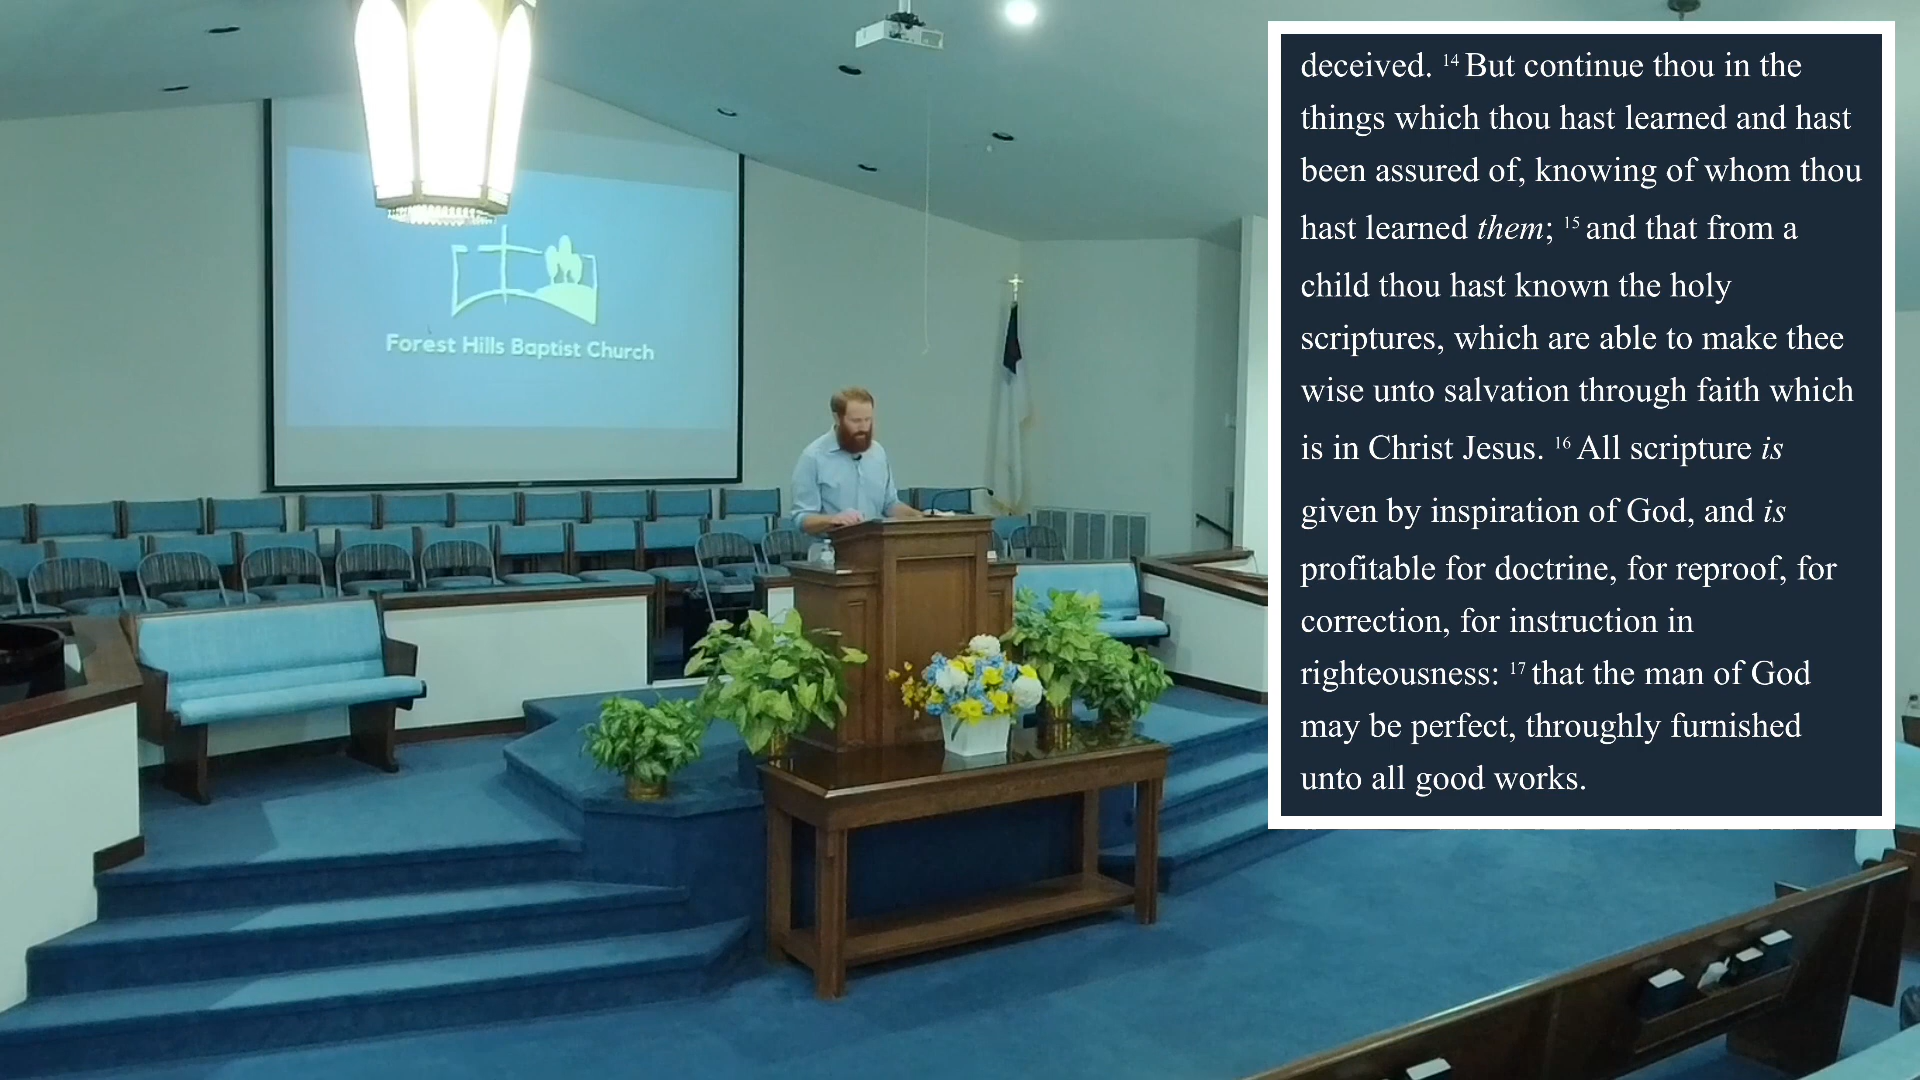 Forest Hills Baptist Church
deceived. 14 But continue thou in the
things which thou hast learned and hast
been assured of, knowing of whom thou
hast learned them; 15 and that from a
child thou hast known the holy
scriptures, which are able to make thee
wise unto salvation through faith which
is in Christ Jesus. 16 All scripture is
given by inspiration of God, and is
profitable for doctrine, for reproof, for
correction, for instruction in
righteousness: 17 that the man of God
may be perfect, throughly furnished
unto all good works.